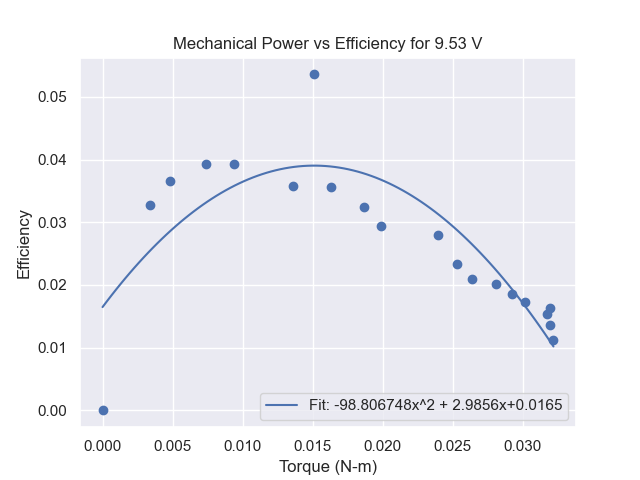 Mechanical Power vs Efficiency for 9.53 V
0.05
0.04
0.03
0.02
0.01
0.00
Efficiency
Fit: -98.806748x^2 + 2.9856x+0.0165
0.000 0.005 0.010 0.015 0.020 0.025 0.030
Torque (N-m)